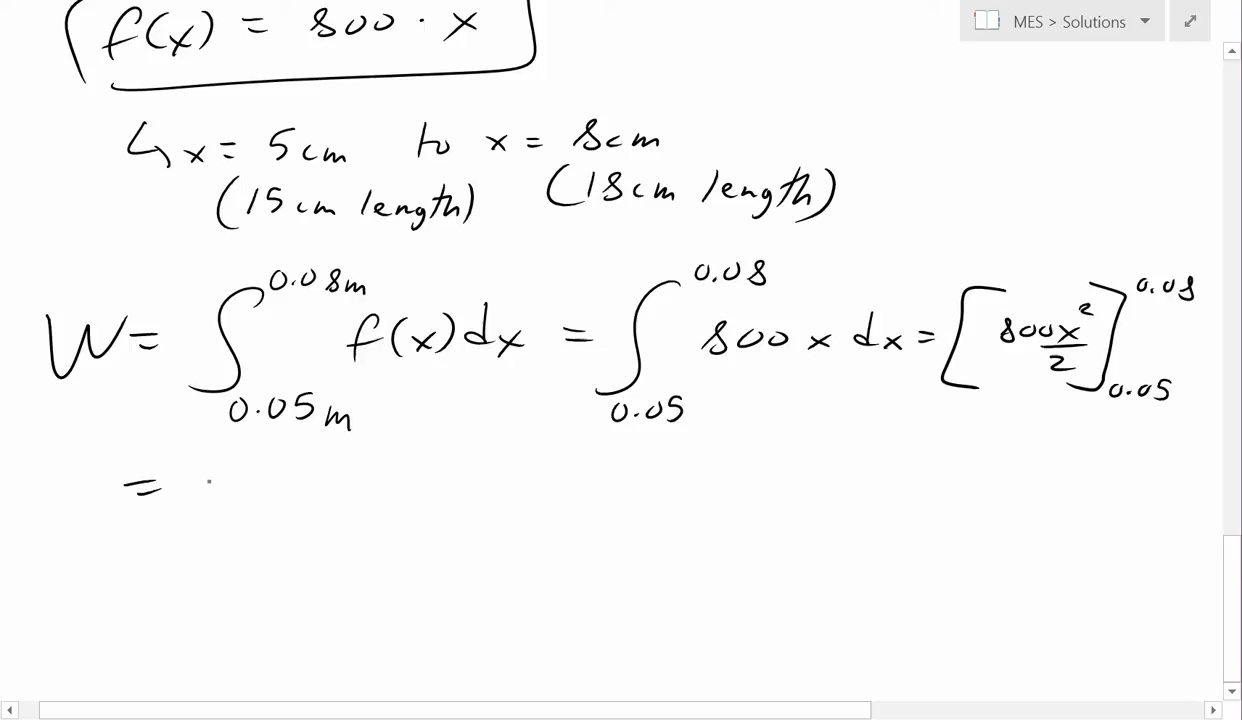 MES > Solutions
f(x) = 800 · x
↳ x = 5cm to x = 8cm
(15cm length) (18cm length)
W = ∫_{0.05m}^{0.08m} f(x)dx = ∫_{0.05}^{0.08} 800 x dx = [800x²/2]_{0.05}^{0.08}
=